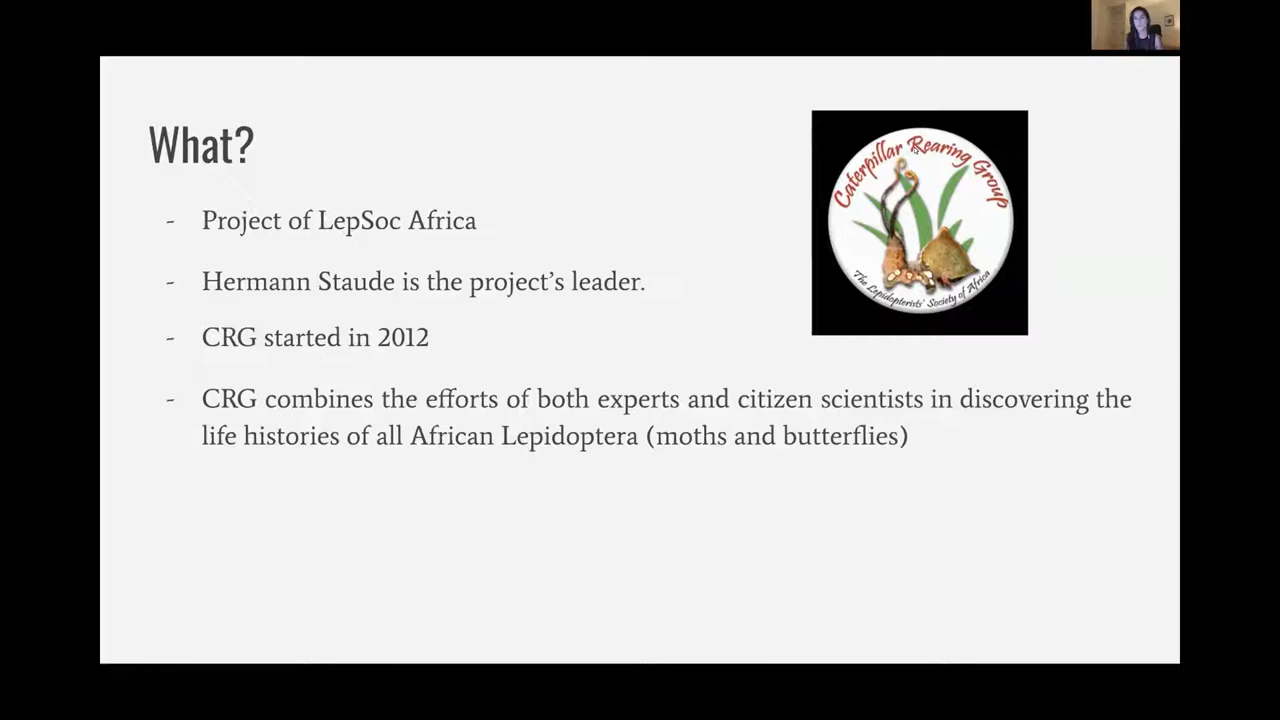 What?
Caterpillar Rearing Group
The Lepidopterists' Society of Africa
- Project of LepSoc Africa
- Hermann Staude is the project's leader.
- CRG started in 2012
- CRG combines the efforts of both experts and citizen scientists in discovering the
life histories of all African Lepidoptera (moths and butterflies)